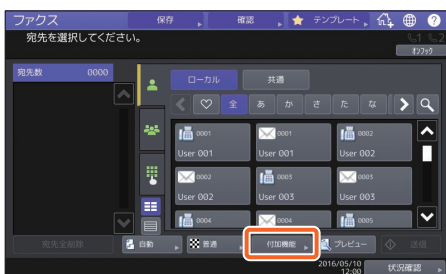 ファクス 保存 確認 テンプレート ?
宛先を選択してください。
L1 L2
オンフック
宛先数 0000
ローカル 共通
全 あ か さ た な
0001 0001 0002
User 001 User 001 User 002
0002 0003 0003
User 002 User 003 User 003
0004 0004 0005
宛先全削除 自動 普通 付加機能 プレビュー 送信
2016/05/10
12:00
状況確認